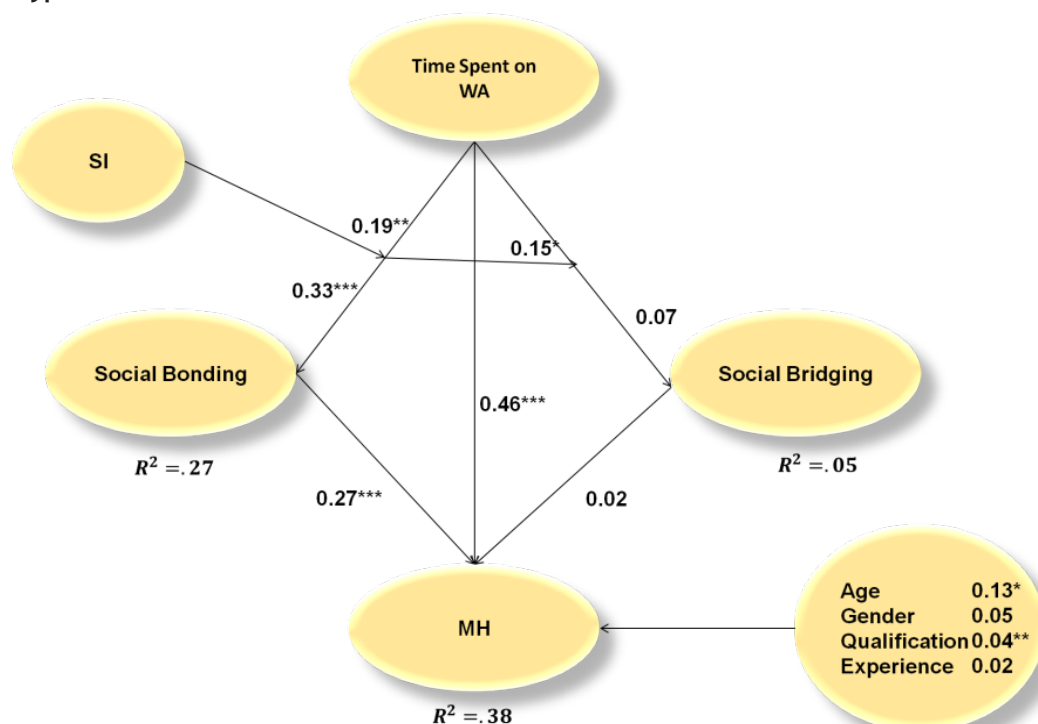 Time Spent on
WA
SI
0.19**
0.15*
0.33***
0.07
Social Bonding
Social Bridging
0.46***
R² =.27
R² =.05
0.27***
0.02
MH
Age 0.13*
Gender 0.05
Qualification 0.04**
Experience 0.02
R² =.38